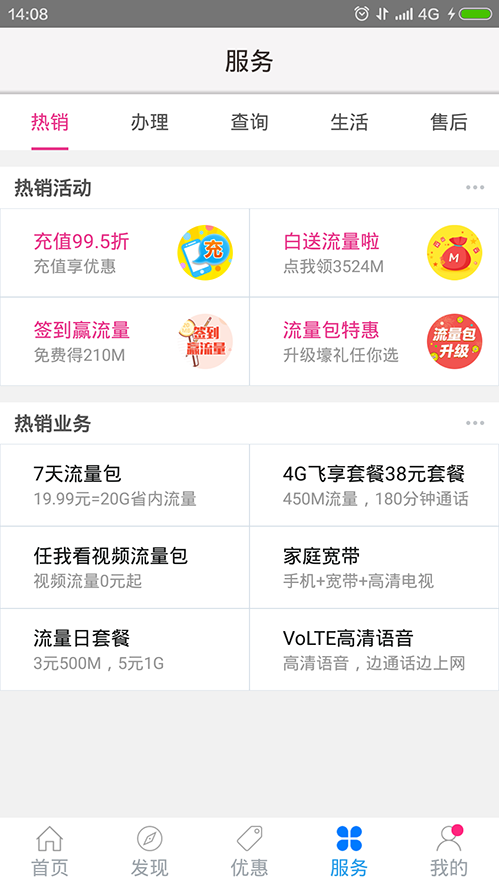 14:08
4G
服务
热销 办理 查询 生活 售后
热销活动
充值99.5折
充值享优惠
充
白送流量啦
点我领3524M
M
签到赢流量
免费得210M
签到
赢流量
流量包特惠
升级壕礼任你选
流量包
升级
热销业务
7天流量包
19.99元=20G省内流量
4G飞享套餐38元套餐
450M流量，180分钟通话
任我看视频流量包
视频流量0元起
家庭宽带
手机+宽带+高清电视
流量日套餐
3元500M，5元1G
VoLTE高清语音
高清语音，边通话边上网
首页 发现 优惠 服务 我的